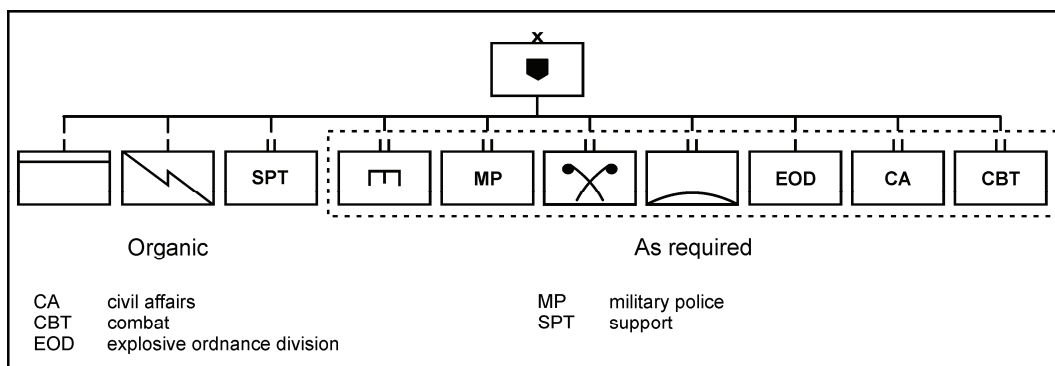 x
SPT MP EOD CA CBT
Organic As required
CA civil affairs MP military police
CBT combat SPT support
EOD explosive ordnance division